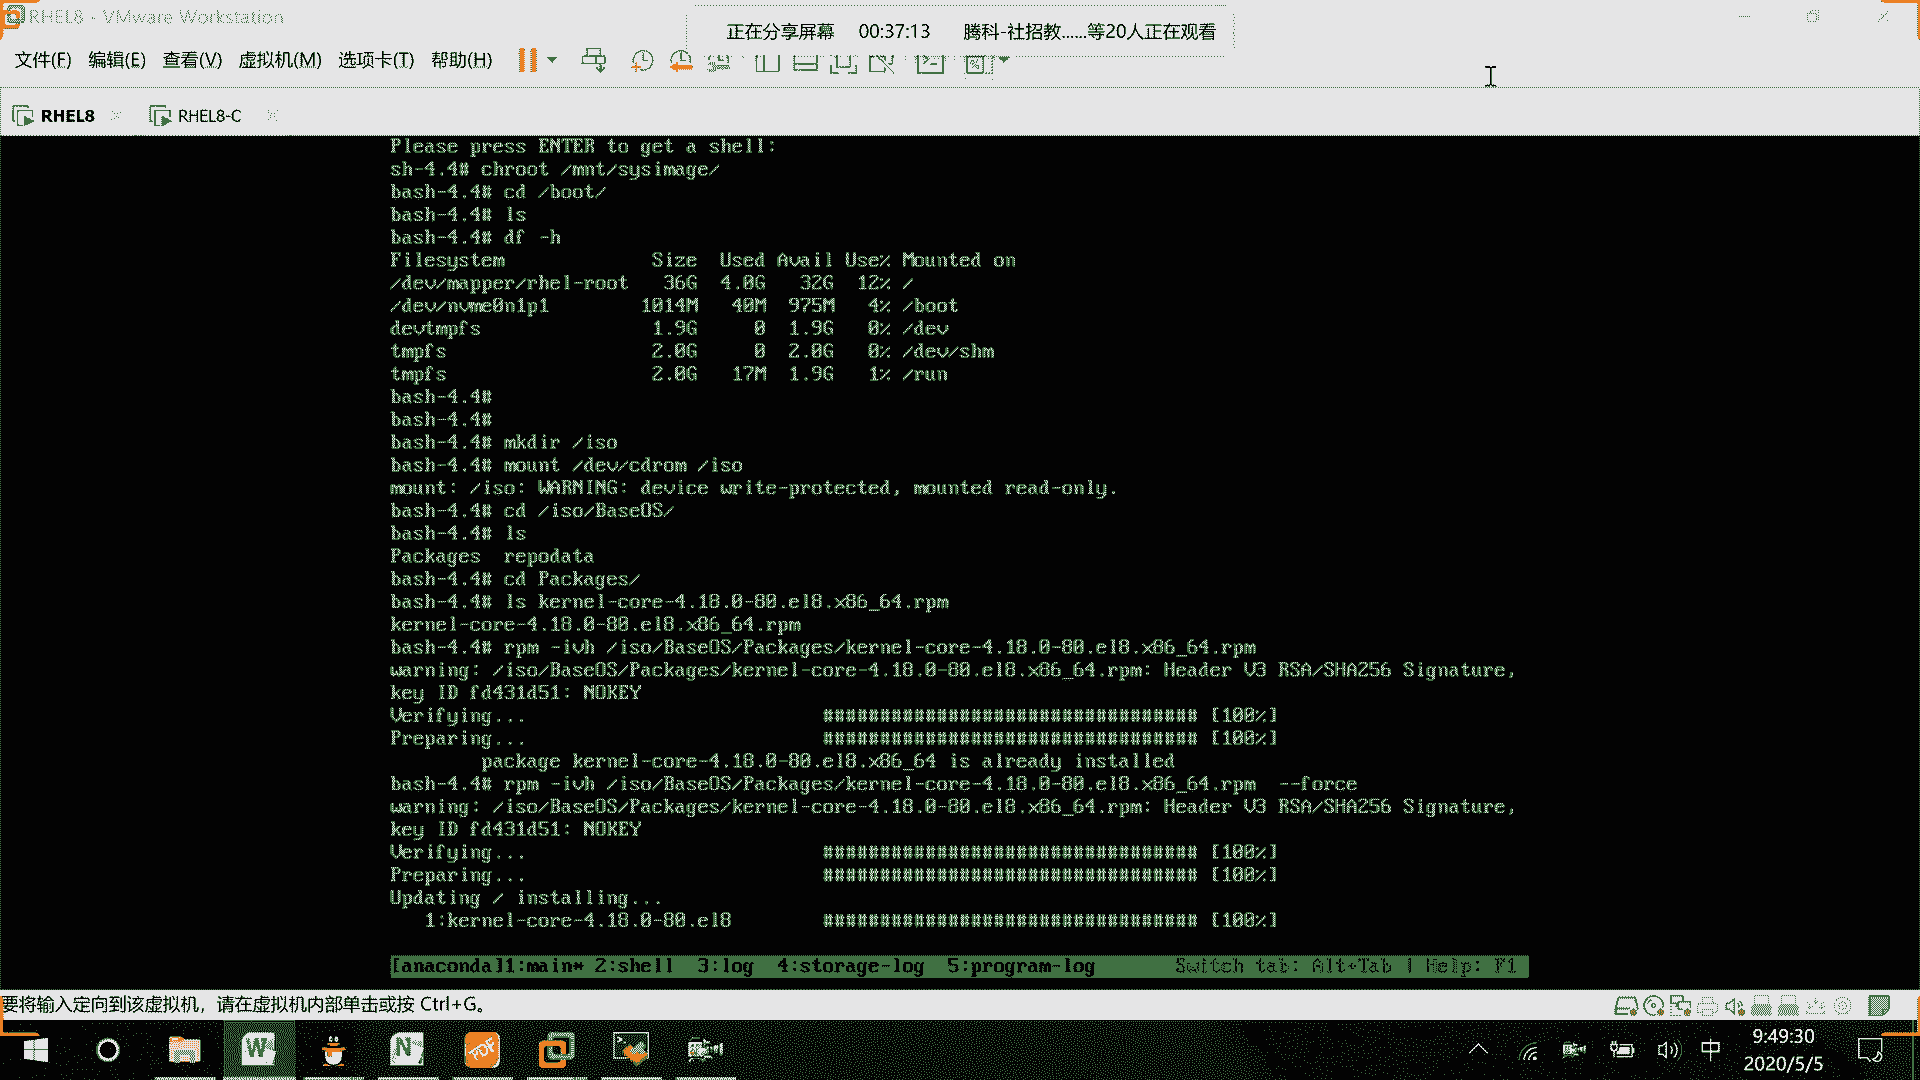 RHEL8 - VMware Workstation
正在分享屏幕 00:37:13 腾科-社招教......等20人正在观看
文件(F) 编辑(E) 查看(V) 虚拟机(M) 选项卡(T) 帮助(H)
RHEL8 RHEL8-C
Please press ENTER to get a shell:
sh-4.4# chroot /mnt/sysimage/
bash-4.4# cd /boot/
bash-4.4# ls
bash-4.4# df -h
Filesystem Size Used Avail Use% Mounted on
/dev/mapper/rhel-root 36G 4.0G 32G 12% /
/dev/nvme0n1p1 1014M 40M 975M 4% /boot
devtmpfs 1.9G 0 1.9G 0% /dev
tmpfs 2.0G 0 2.0G 0% /dev/shm
tmpfs 2.0G 17M 1.9G 1% /run
bash-4.4#
bash-4.4#
bash-4.4# mkdir /iso
bash-4.4# mount /dev/cdrom /iso
mount: /iso: WARNING: device write-protected, mounted read-only.
bash-4.4# cd /iso/BaseOS/
bash-4.4# ls
Packages repodata
bash-4.4# cd Packages/
bash-4.4# ls kernel-core-4.18.0-80.el8.x86_64.rpm
kernel-core-4.18.0-80.el8.x86_64.rpm
bash-4.4# rpm -ivh /iso/BaseOS/Packages/kernel-core-4.18.0-80.el8.x86_64.rpm
warning: /iso/BaseOS/Packages/kernel-core-4.18.0-80.el8.x86_64.rpm: Header V3 RSA/SHA256 Signature,
key ID fd431d51: NOKEY
Verifying... ################################# [100%]
Preparing... ################################# [100%]
package kernel-core-4.18.0-80.el8.x86_64 is already installed
bash-4.4# rpm -ivh /iso/BaseOS/Packages/kernel-core-4.18.0-80.el8.x86_64.rpm --force
warning: /iso/BaseOS/Packages/kernel-core-4.18.0-80.el8.x86_64.rpm: Header V3 RSA/SHA256 Signature,
key ID fd431d51: NOKEY
Verifying... ################################# [100%]
Preparing... ################################# [100%]
Updating / installing...
1:kernel-core-4.18.0-80.el8 ################################# [100%]
[anaconda]1:main* 2:shell 3:log 4:storage-log 5:program-log Switch tab: Alt+Tab | Help: F1
要将输入定向到该虚拟机，请在虚拟机内部单击或按 Ctrl+G。
中
9:49:30
2020/5/5